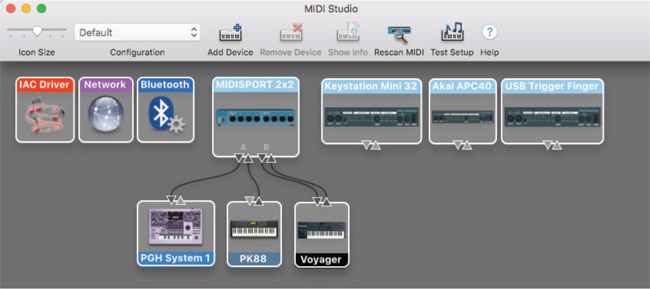 MIDI Studio
Default
Icon Size Configuration Add Device Remove Device Show Info Rescan MIDI Test Setup Help
IAC Driver Network Bluetooth MIDISPORT 2x2 Keystation Mini 32 Akai APC40 USB Trigger Finger
A B
PGH System 1 PK88 Voyager